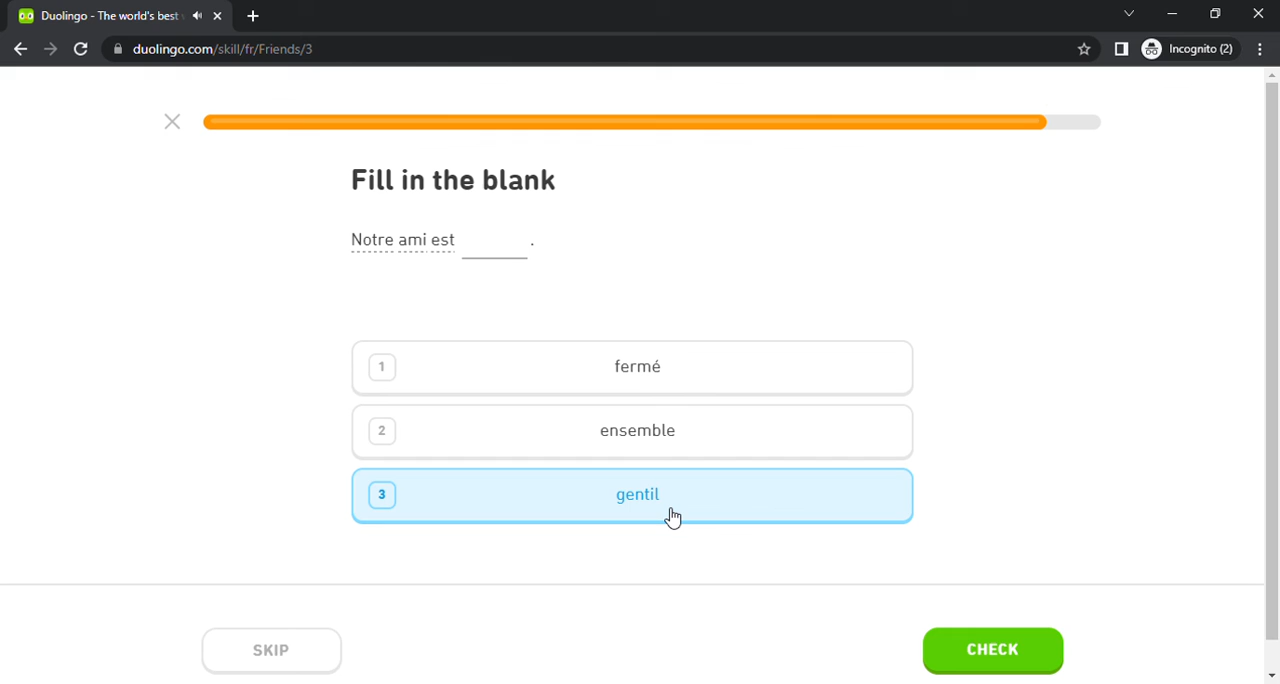 Duolingo - The world's best
duolingo.com/skill/fr/Friends/3
Incognito (2)
Fill in the blank
Notre ami est ______ .
1 fermé
2 ensemble
3 gentil
SKIP
CHECK